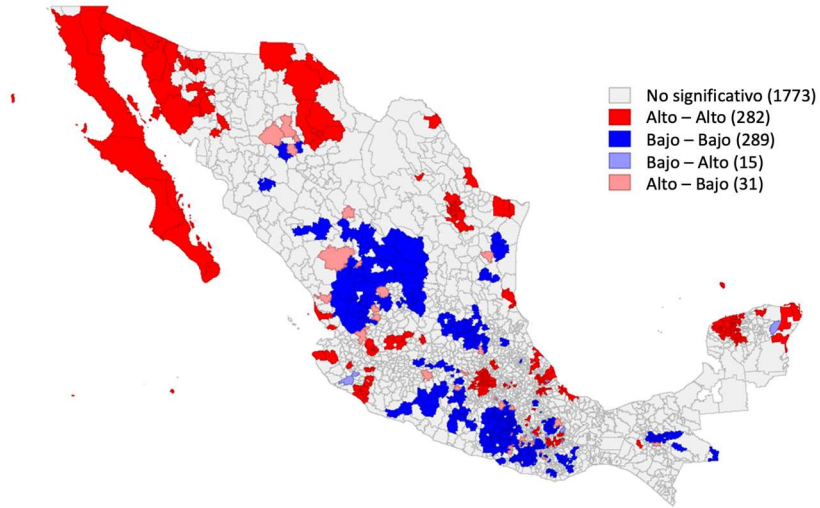 No significativo (1773)
Alto – Alto (282)
Bajo – Bajo (289)
Bajo – Alto (15)
Alto – Bajo (31)